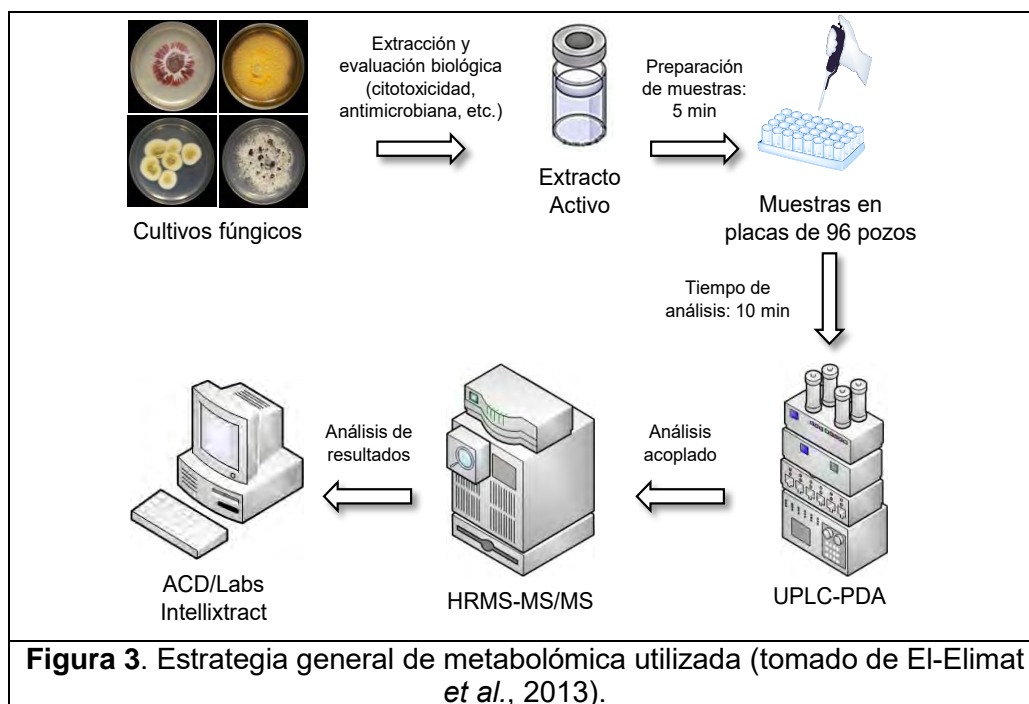 Extracción y
evaluación biológica
(citotoxicidad,
antimicrobiana, etc.)
Preparación
de muestras:
5 min
Cultivos fúngicos
Extracto
Activo
Muestras en
placas de 96 pozos
Tiempo de
análisis: 10 min
Análisis de
resultados
Análisis
acoplado
ACD/Labs
Intellixtract
HRMS-MS/MS
UPLC-PDA
Figura 3. Estrategia general de metabolómica utilizada (tomado de El-Elimat
et al., 2013).